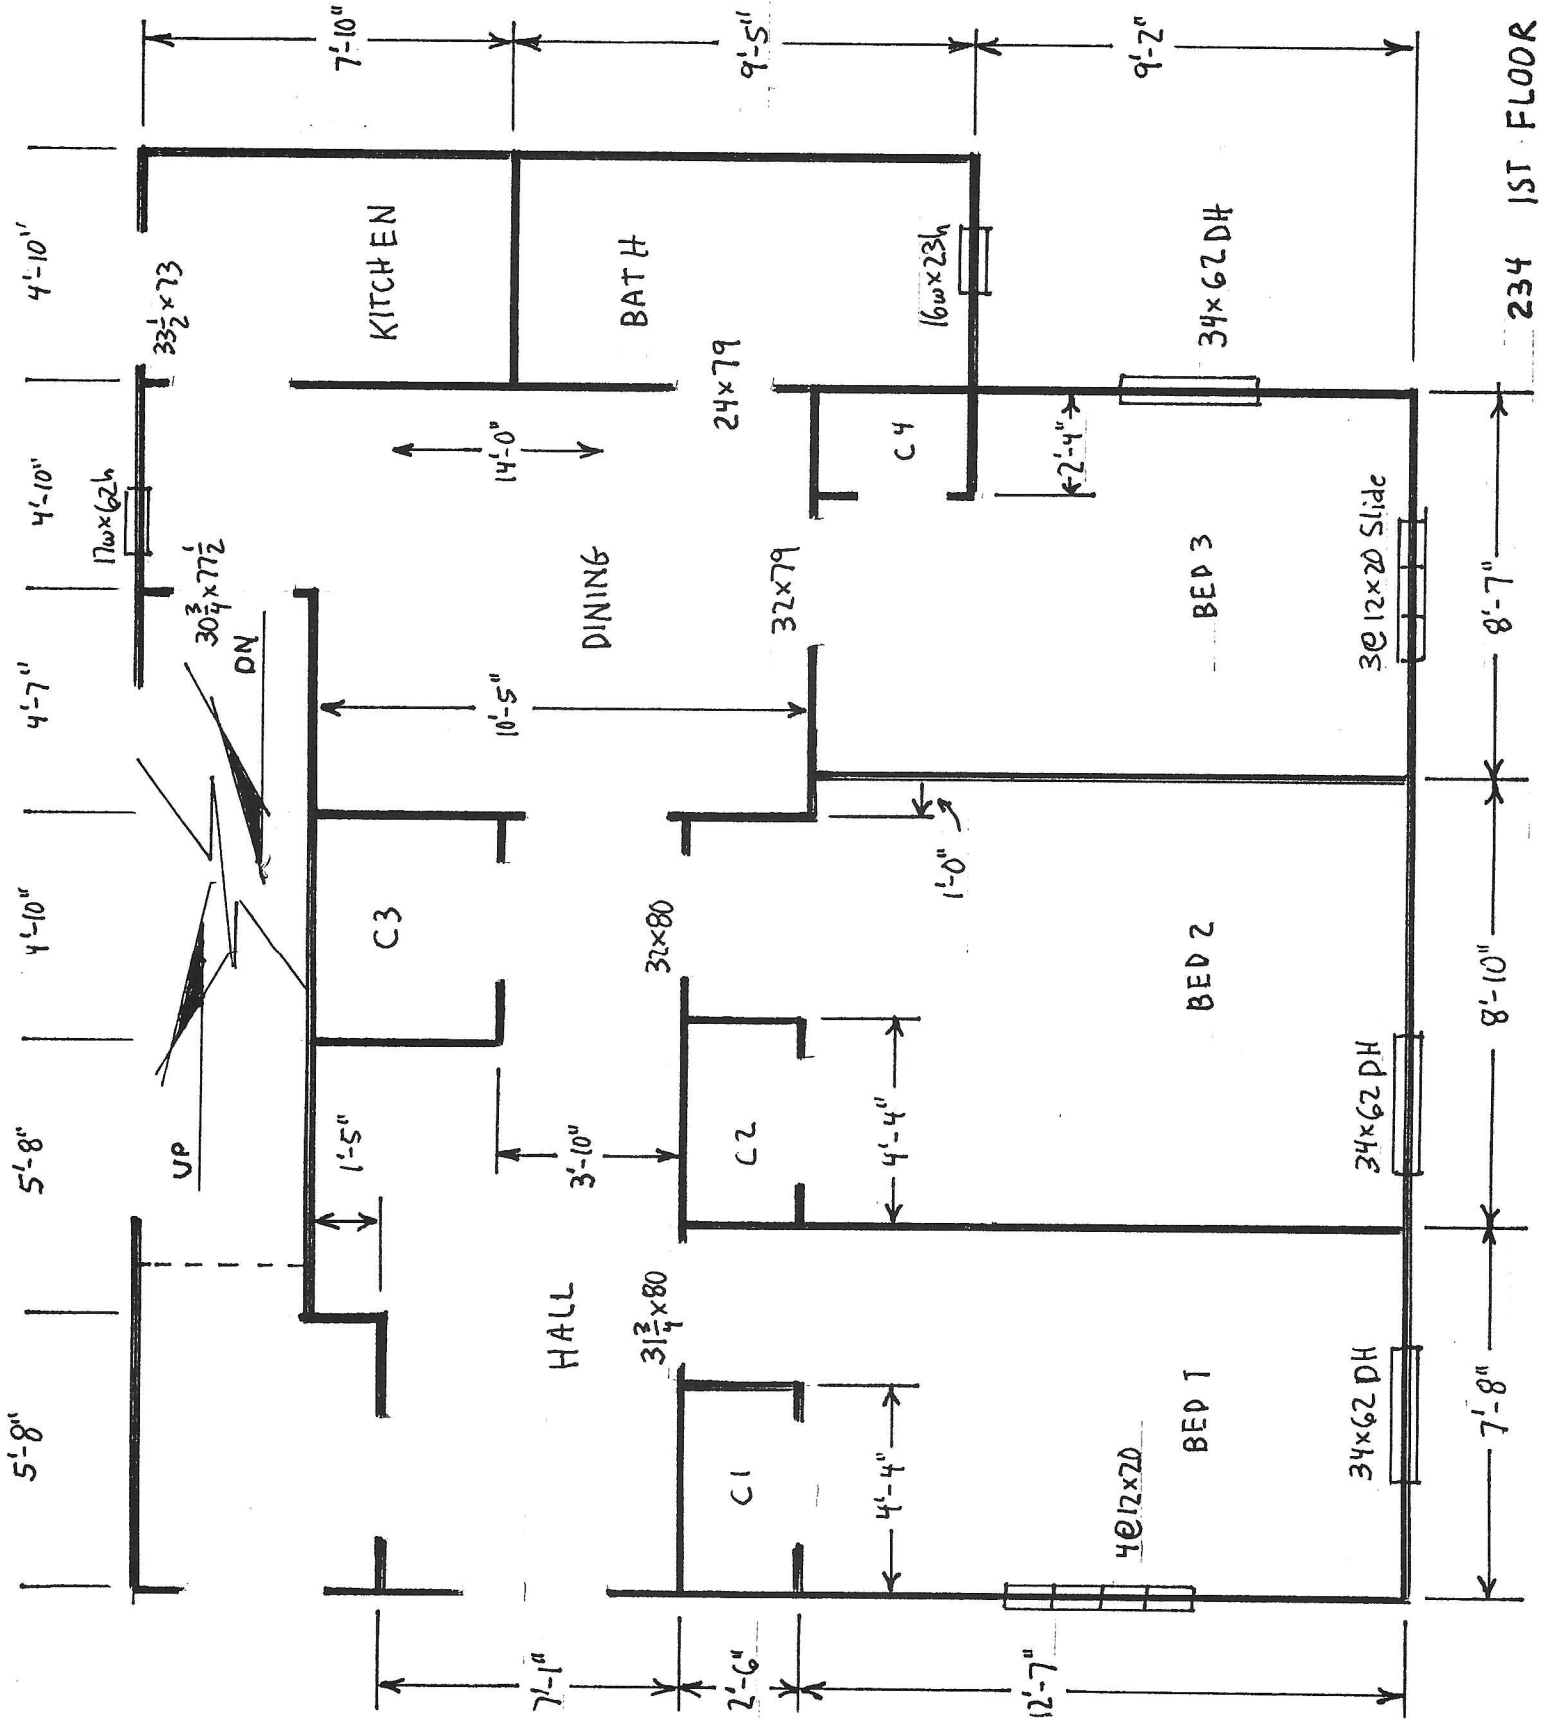 7'-10"
9'-5"
9'-2"
4'-10"
4'-10"
4'-7"
4'-10"
5'-8"
5'-8"
33½×73
KITCHEN
BATH
16w×23h
34×62DH
24×79
17w×62h
14'-0"
C4
2'-4"
30¾×77½
DN
DINING
32×79
BED 3
3@12×20 Slide
8'-7"
10'-5"
1'-0"
C3
32×80
BED 2
8'-10"
UP
1'-5"
3'-10"
C2
4'-4"
34×62 DH
HALL
31¾×80
C1
4'-4"
4@12×20
BED 1
34×62 DH
7'-8"
7'-1"
2'-6"
12'-7"
234 1ST FLOOR